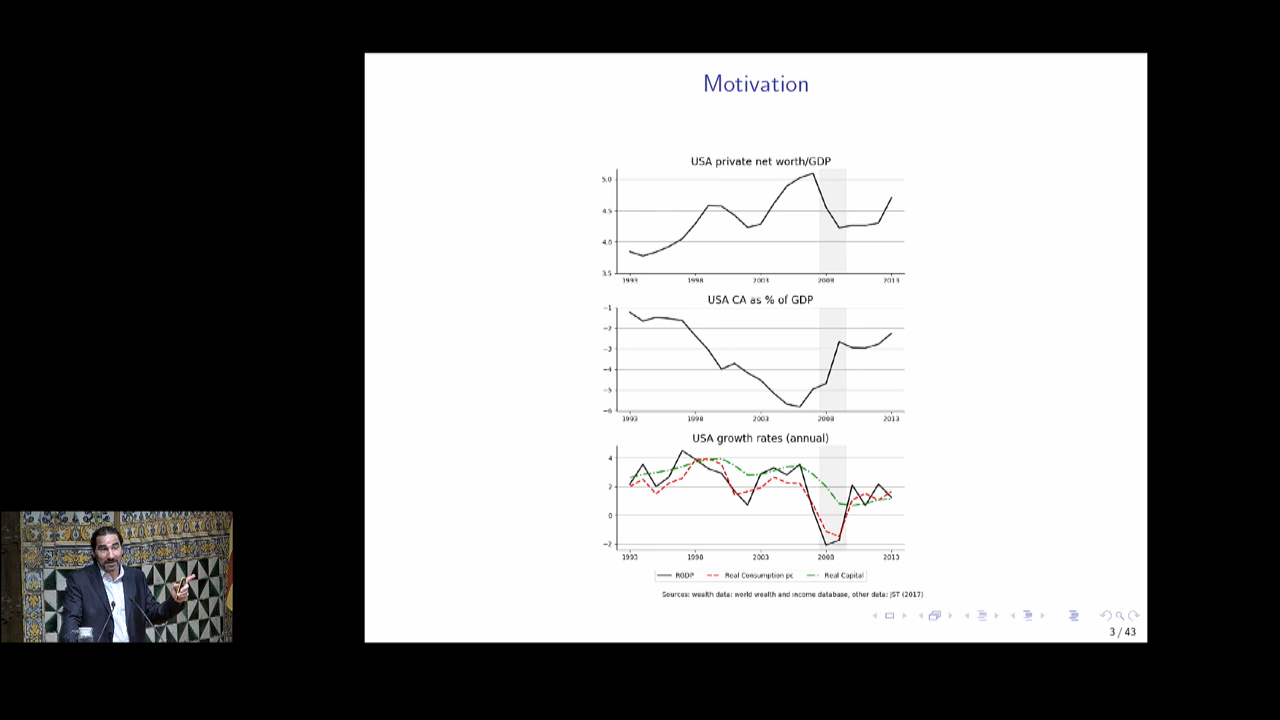 Motivation
USA private net worth/GDP
5.0
4.5
4.0
3.5
1993 1998 2003 2008 2013
USA CA as % of GDP
−1
−2
−3
−4
−5
−6
1993 1998 2003 2008 2013
USA growth rates (annual)
4
2
0
−2
1993 1998 2003 2008 2013
RGDP Real Consumption pc Real Capital
Sources: wealth data: world wealth and income database, other data: JST (2017)
3 / 43